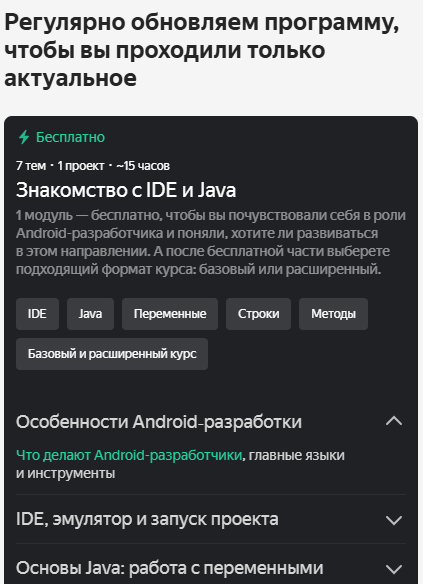 Регулярно обновляем программу,
чтобы вы проходили только
актуальное
Бесплатно
7 тем · 1 проект · ~15 часов
Знакомство с IDE и Java
1 модуль — бесплатно, чтобы вы почувствовали себя в роли
Android-разработчика и поняли, хотите ли развиваться
в этом направлении. А после бесплатной части выберете
подходящий формат курса: базовый или расширенный.
IDE Java Переменные Строки Методы
Базовый и расширенный курс
Особенности Android-разработки
Что делают Android-разработчики, главные языки
и инструменты
IDE, эмулятор и запуск проекта
Основы Java: работа с переменными